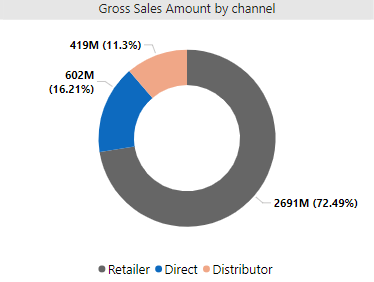 Gross Sales Amount by channel
419M (11.3%)
602M
(16.21%)
2691M (72.49%)
Retailer Direct Distributor